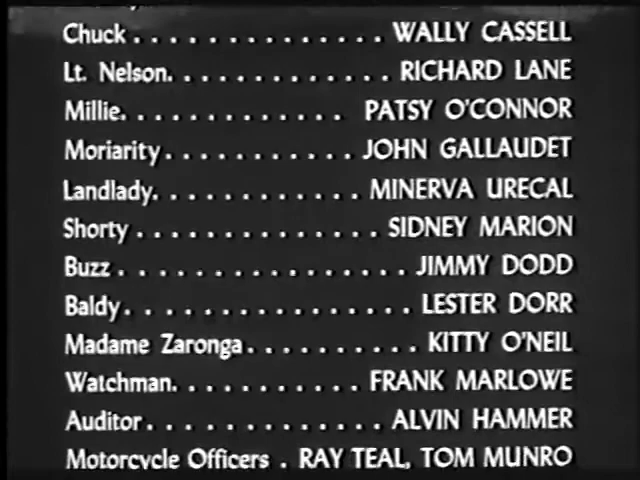 Chuck . . . . . . . . . . . . . . WALLY CASSELL
Lt. Nelson. . . . . . . . . . . . . RICHARD LANE
Millie. . . . . . . . . . . . . PATSY O'CONNOR
Moriarity . . . . . . . . . . . . JOHN GALLAUDET
Landlady. . . . . . . . . . . . MINERVA URECAL
Shorty . . . . . . . . . . . . . . SIDNEY MARION
Buzz . . . . . . . . . . . . . . . . . JIMMY DODD
Baldy . . . . . . . . . . . . . . . . . LESTER DORR
Madame Zaronga . . . . . . . . . . KITTY O'NEIL
Watchman. . . . . . . . . . . FRANK MARLOWE
Auditor . . . . . . . . . . . . . ALVIN HAMMER
Motorcycle Officers . RAY TEAL, TOM MUNRO